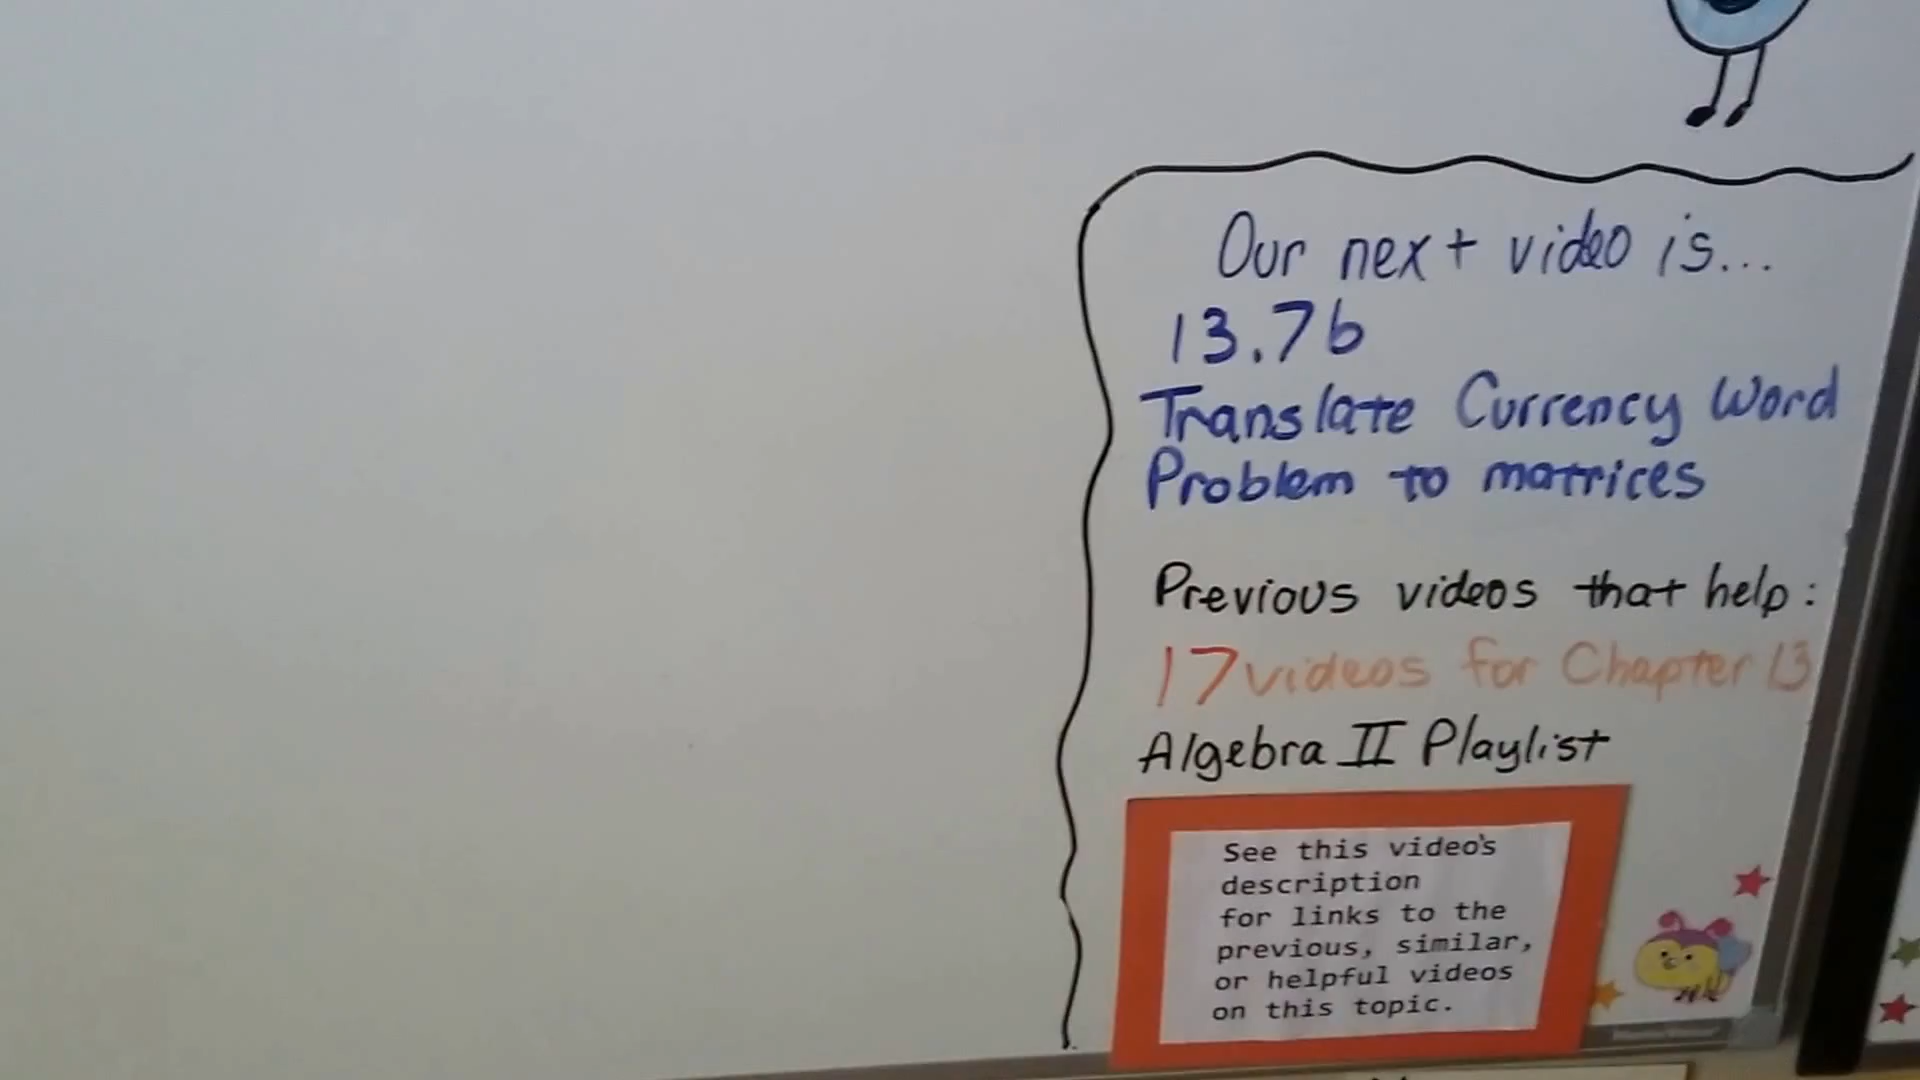 Our next video is...
13.7b
Translate Currency Word
Problem to matrices
Previous videos that help:
17 videos for Chapter 13
Algebra II Playlist
See this video's
description
for links to the
previous, similar,
or helpful videos
on this topic.